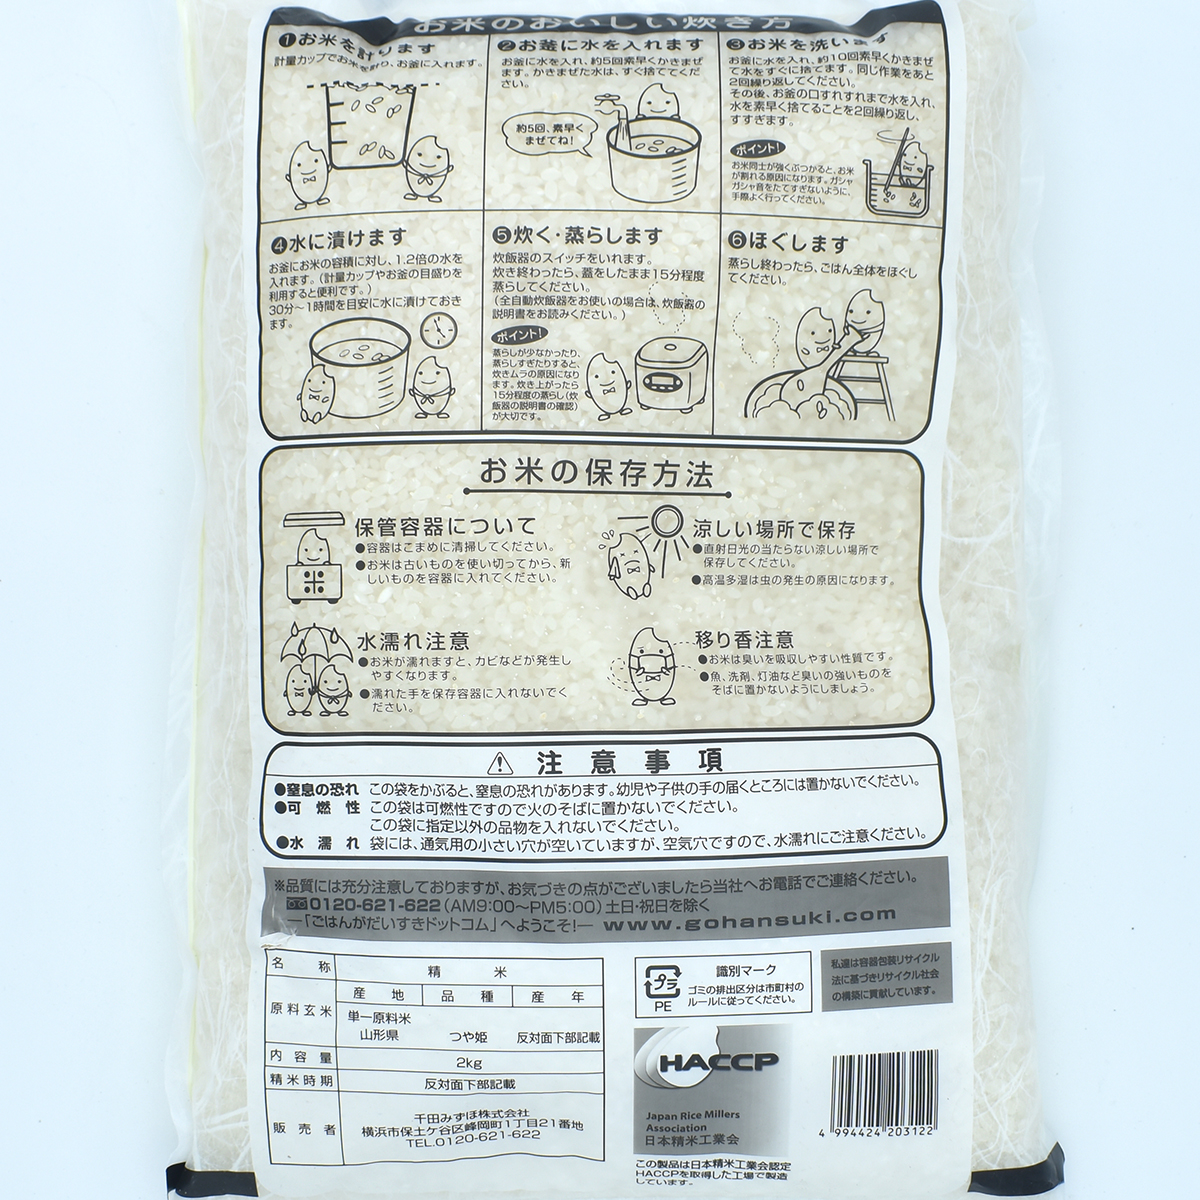 お米のおいしい炊き方
❶お米を計ります
計量カップでお米を計り、お釜に入れます。
❷お釜に水を入れます
お釜に水を入れ、約5回素早くかきまぜ
ます。かきまぜた水は、すぐ捨ててくだ
さい。
約5回、素早く
まぜてね!
❸お米を洗います
お釜に水を入れ、約10回素早くかきまぜ
て水をすぐに捨てます。同じ作業をあと
2回繰り返してください。
その後、お釜の口すれすれまで水を入れ、
水を素早く捨てることを2回繰り返し、
すすぎます。
ポイント!
お米同士が強くぶつかると、お米
が割れる原因になります。ガシャ
ガシャ音をたてすぎないように、
手際よく行ってください。
❹水に漬けます
お釜にお米の容積に対し、1.2倍の水を
入れます。(計量カップやお釜の目盛りを
利用すると便利です。)
30分〜1時間を目安に水に漬けておき
ます。
❺炊く・蒸らします
炊飯器のスイッチをいれます。
炊き終わったら、蓋をしたまま15分程度
蒸らしてください。
(全自動炊飯器をお使いの場合は、炊飯器の
説明書をお読みください。)
ポイント!
蒸らしが少なかったり、
蒸らしすぎたりすると、
炊きムラの原因になり
ます。炊き上がったら
15分程度の蒸らし(炊
飯器の説明書の確認)
が大切です。
❻ほぐします
蒸らし終わったら、ごはん全体をほぐし
てください。
お米の保存方法
保管容器について
●容器はこまめに清掃してください。
●お米は古いものを使い切ってから、新
しいものを容器に入れてください。
米
涼しい場所で保存
●直射日光の当たらない涼しい場所で
保存してください。
●高温多湿は虫の発生の原因になります。
水濡れ注意
●お米が濡れますと、カビなどが発生し
やすくなります。
●濡れた手を保存容器に入れないでく
ださい。
移り香注意
●お米は臭いを吸収しやすい性質です。
●魚、洗剤、灯油など臭いの強いものを
そばに置かないようにしましょう。
注意事項
●窒息の恐れ この袋をかぶると、窒息の恐れがあります。幼児や子供の手の届くところには置かないでください。
●可燃性 この袋は可燃性ですので火のそばに置かないでください。
この袋に指定以外の品物を入れないでください。
●水濡れ 袋には、通気用の小さい穴が空いていますが、空気穴ですので、水濡れにご注意ください。
※品質には充分注意しておりますが、お気づきの点がございましたら当社へお電話でご連絡ください。
0120-621-622(AM9:00〜PM5:00)土日・祝日を除く
―「ごはんがだいすきドットコム」へようこそ!― www.gohansuki.com
名称 精米
原料玄米 産地 品種 産年
単一原料米
山形県 つや姫 反対面下部記載
内容量 2kg
精米時期 反対面下部記載
販売者 千田みずほ株式会社
横浜市保土ケ谷区峰岡町1丁目21番地
TEL.0120-621-622
プラ
PE
識別マーク
ゴミの排出区分は市町村の
ルールに従ってください。
私達は容器包装リサイクル
法に基づきリサイクル社会
の構築に貢献しています。
HACCP
Japan Rice Millers
Association
日本精米工業会
この製品は日本精米工業会認定
HACCPを取得した工場で製造
しています。
4 994424 203122